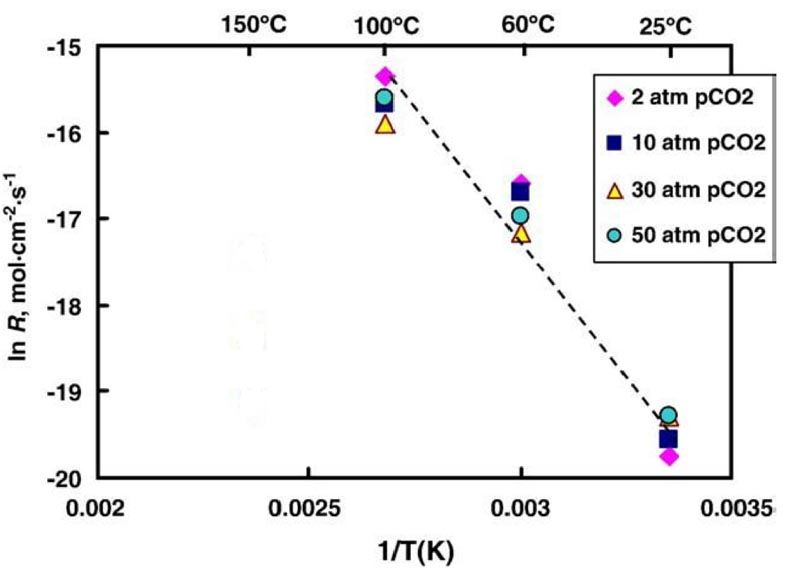 150°C 100°C 60°C 25°C
-15
-16
-17
-18
-19
-20
ln R, mol·cm⁻²·s⁻¹
2 atm pCO2
10 atm pCO2
30 atm pCO2
50 atm pCO2
0.002 0.0025 0.003 0.0035
1/T(K)